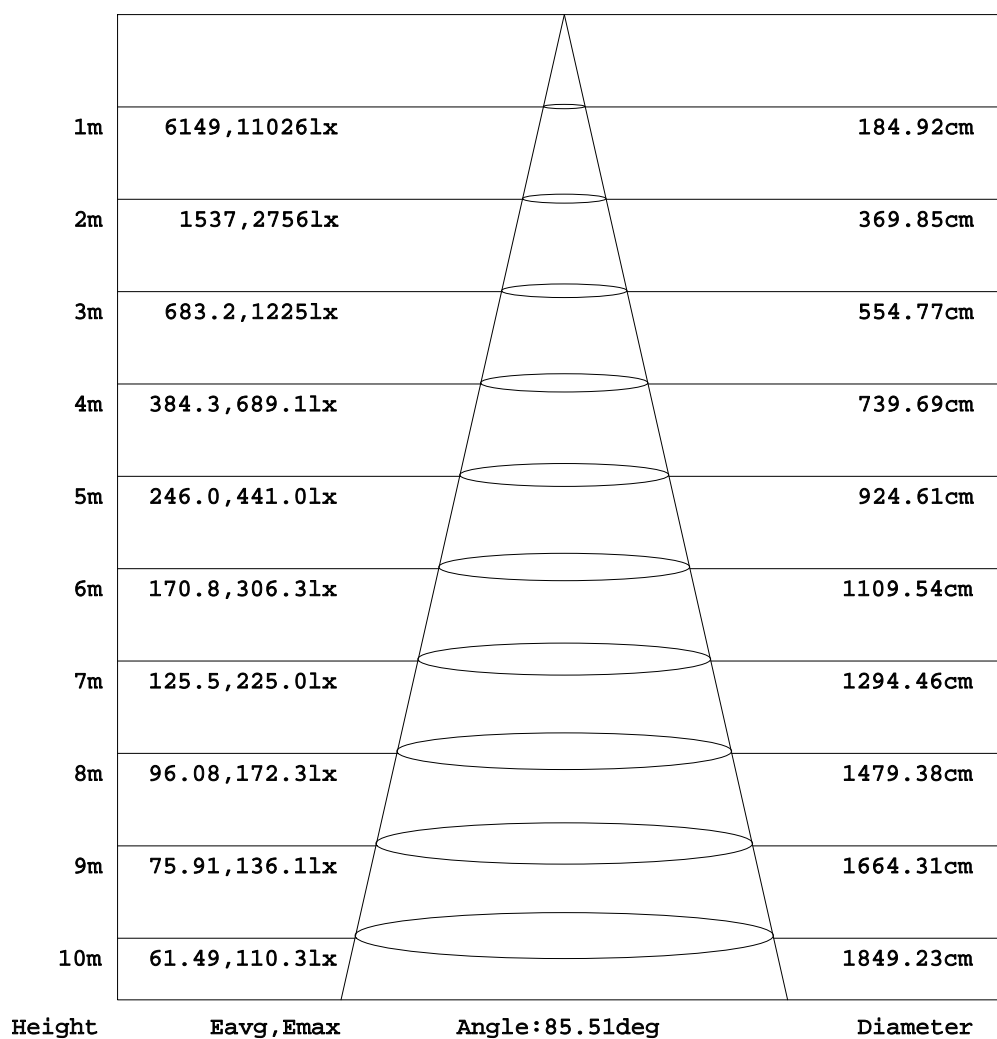 1m 6149,11026lx 184.92cm
2m 1537,2756lx 369.85cm
3m 683.2,1225lx 554.77cm
4m 384.3,689.1lx 739.69cm
5m 246.0,441.0lx 924.61cm
6m 170.8,306.3lx 1109.54cm
7m 125.5,225.0lx 1294.46cm
8m 96.08,172.3lx 1479.38cm
9m 75.91,136.1lx 1664.31cm
10m 61.49,110.3lx 1849.23cm
Height Eavg,Emax Angle:85.51deg Diameter